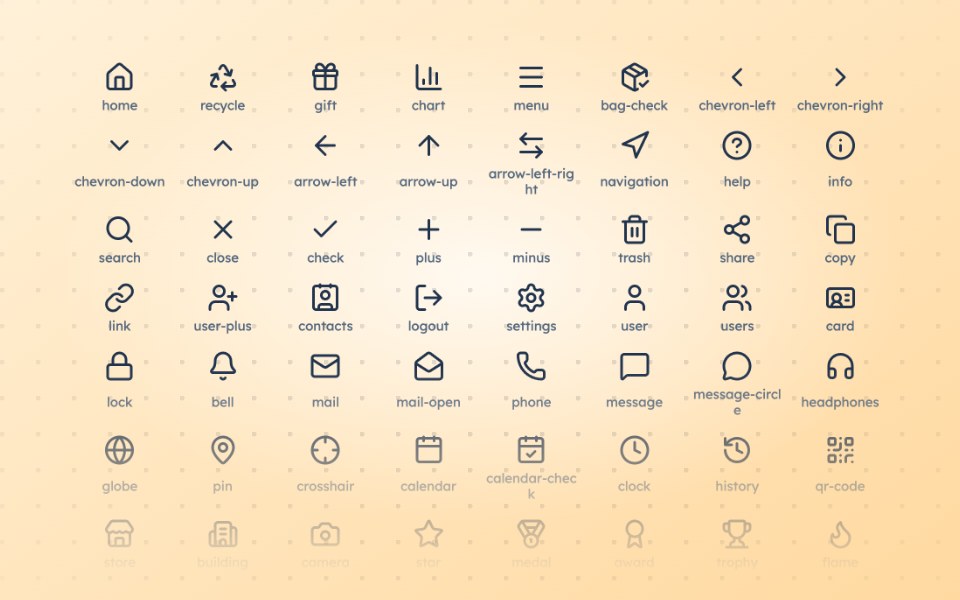 home recycle gift chart menu bag-check chevron-left chevron-right
chevron-down chevron-up arrow-left arrow-up arrow-left-rig
ht navigation help info
search close check plus minus trash share copy
link user-plus contacts logout settings user users card
lock bell mail mail-open phone message message-circl
e headphones
globe pin crosshair calendar calendar-chec
k clock history qr-code
store building camera star medal award trophy flame